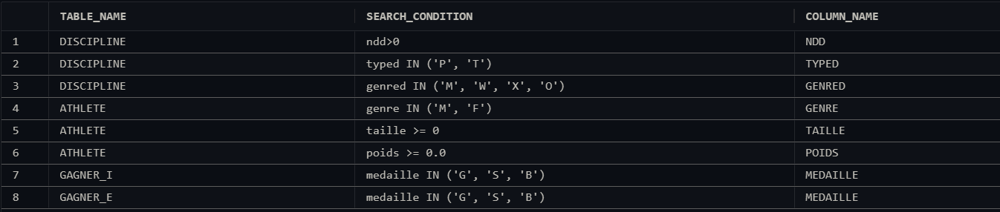 TABLE_NAME SEARCH_CONDITION COLUMN_NAME
1 DISCIPLINE ndd>0 NDD
2 DISCIPLINE typed IN ('P', 'T') TYPED
3 DISCIPLINE genred IN ('M', 'W', 'X', 'O') GENRED
4 ATHLETE genre IN ('M', 'F') GENRE
5 ATHLETE taille >= 0 TAILLE
6 ATHLETE poids >= 0.0 POIDS
7 GAGNER_I medaille IN ('G', 'S', 'B') MEDAILLE
8 GAGNER_E medaille IN ('G', 'S', 'B') MEDAILLE